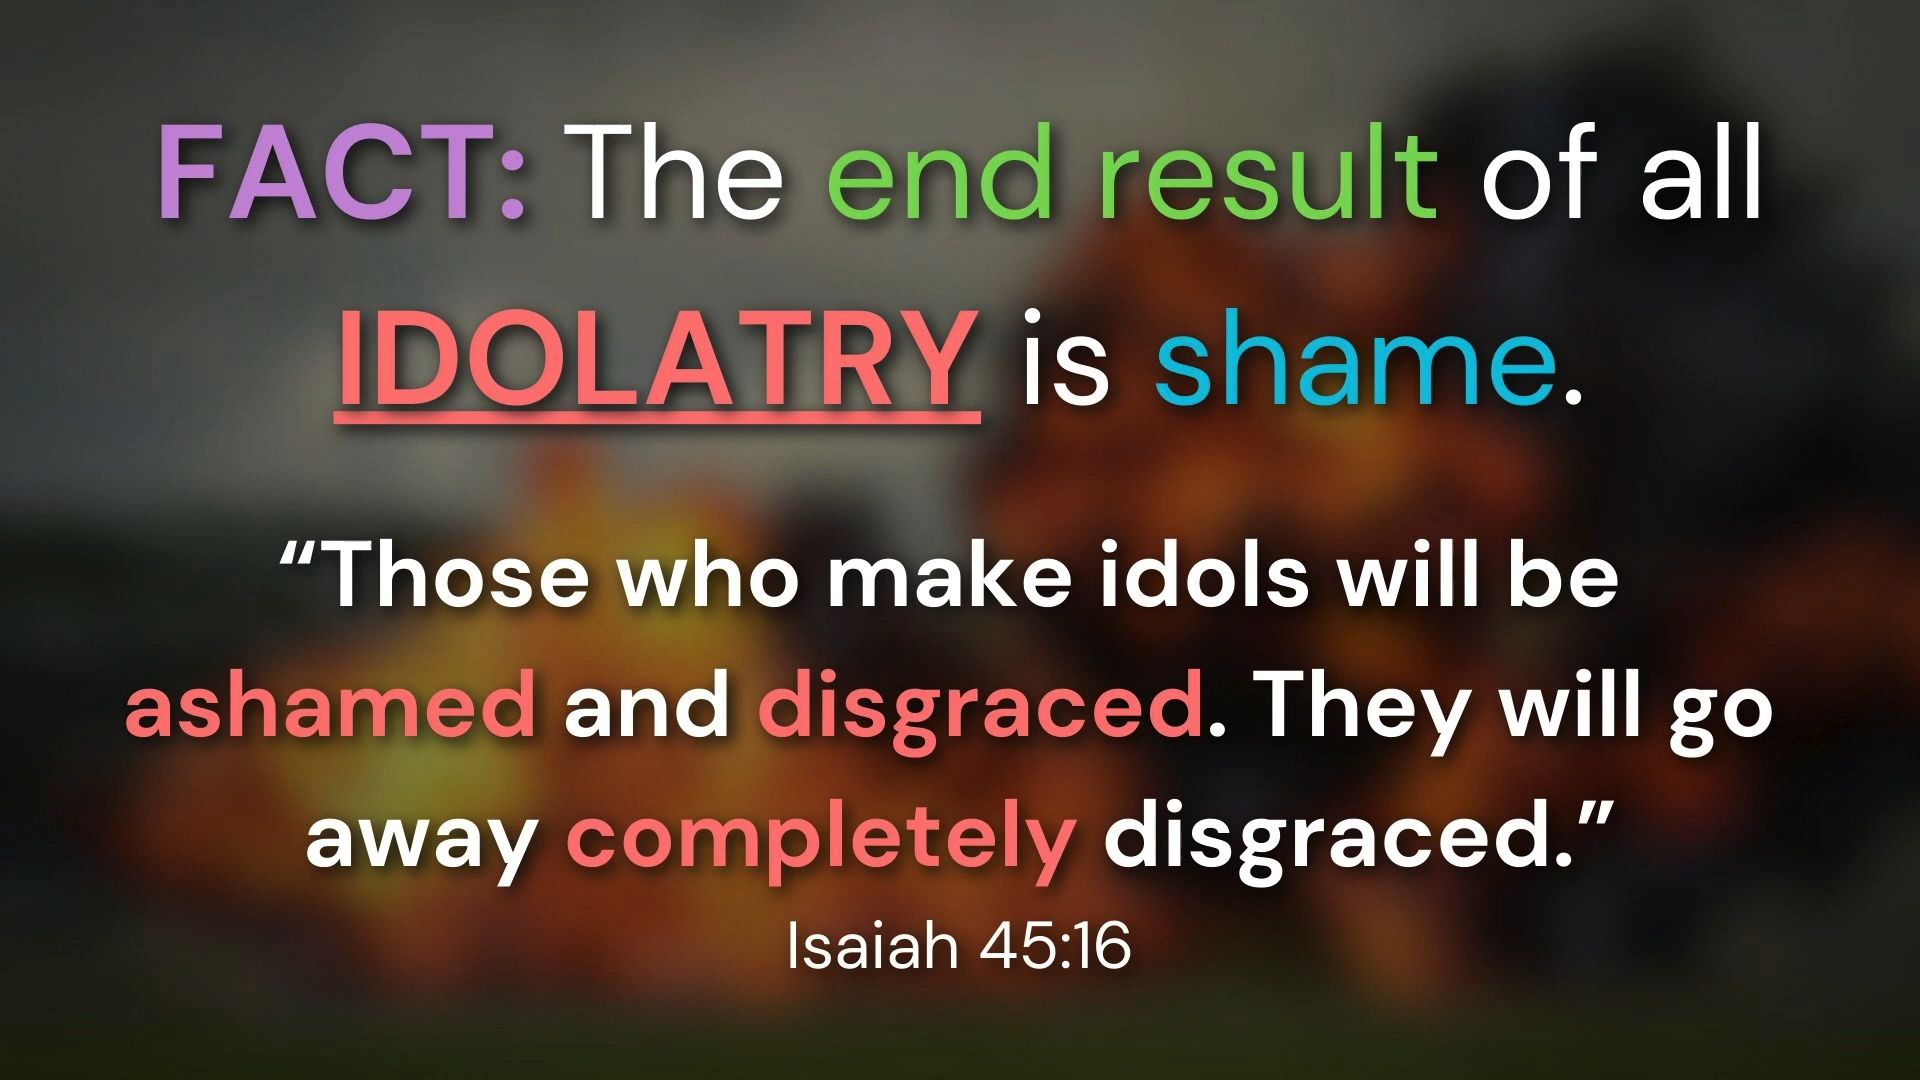 FACT: The end result of all
IDOLATRY is shame.
“Those who make idols will be
ashamed and disgraced. They will go
away completely disgraced.”
Isaiah 45:16